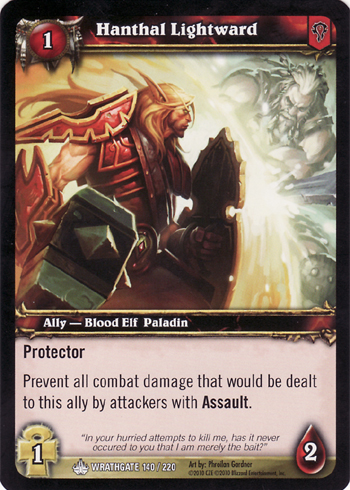 1
Hanthal Lightward
Ally — Blood Elf Paladin
Protector
Prevent all combat damage that would be dealt
to this ally by attackers with Assault.
"In your hurried attempts to kill me, has it never
occured to you that I am merely the bait?"
1
WRATHGATE 140 / 220
Art by: Phroilan Gardner
©2010 CZE ©2010 Blizzard Entertainment, Inc.
2